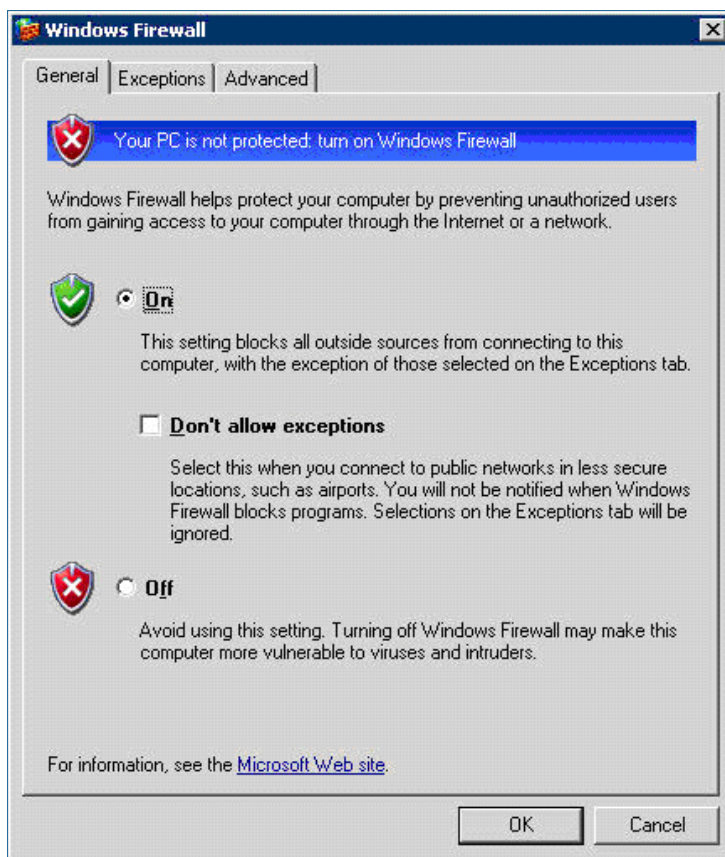 Windows Firewall
General Exceptions Advanced
Your PC is not protected: turn on Windows Firewall
Windows Firewall helps protect your computer by preventing unauthorized users
from gaining access to your computer through the Internet or a network.
On
This setting blocks all outside sources from connecting to this
computer, with the exception of those selected on the Exceptions tab.
Don't allow exceptions
Select this when you connect to public networks in less secure
locations, such as airports. You will not be notified when Windows
Firewall blocks programs. Selections on the Exceptions tab will be
ignored.
Off
Avoid using this setting. Turning off Windows Firewall may make this
computer more vulnerable to viruses and intruders.
For information, see the Microsoft Web site.
OK Cancel